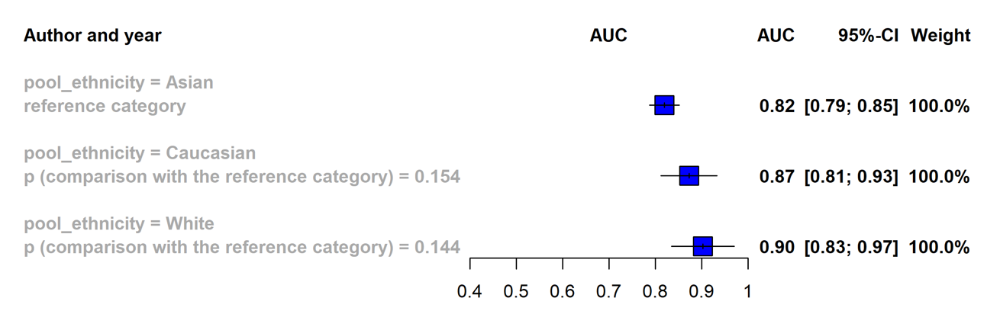 Author and year AUC AUC 95%-CI Weight
pool_ethnicity = Asian
reference category 0.82 [0.79; 0.85] 100.0%
pool_ethnicity = Caucasian
p (comparison with the reference category) = 0.154 0.87 [0.81; 0.93] 100.0%
pool_ethnicity = White
p (comparison with the reference category) = 0.144 0.90 [0.83; 0.97] 100.0%
0.4 0.5 0.6 0.7 0.8 0.9 1